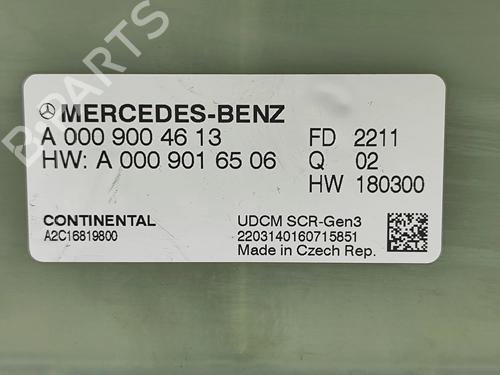 MERCEDES-BENZ
A 000 900 46 13 FD 2211
HW: A 000 901 65 06 Q 02
HW 180300
CONTINENTAL UDCM SCR-Gen3
A2C16819800 2203140160715851
Made in Czech Rep.